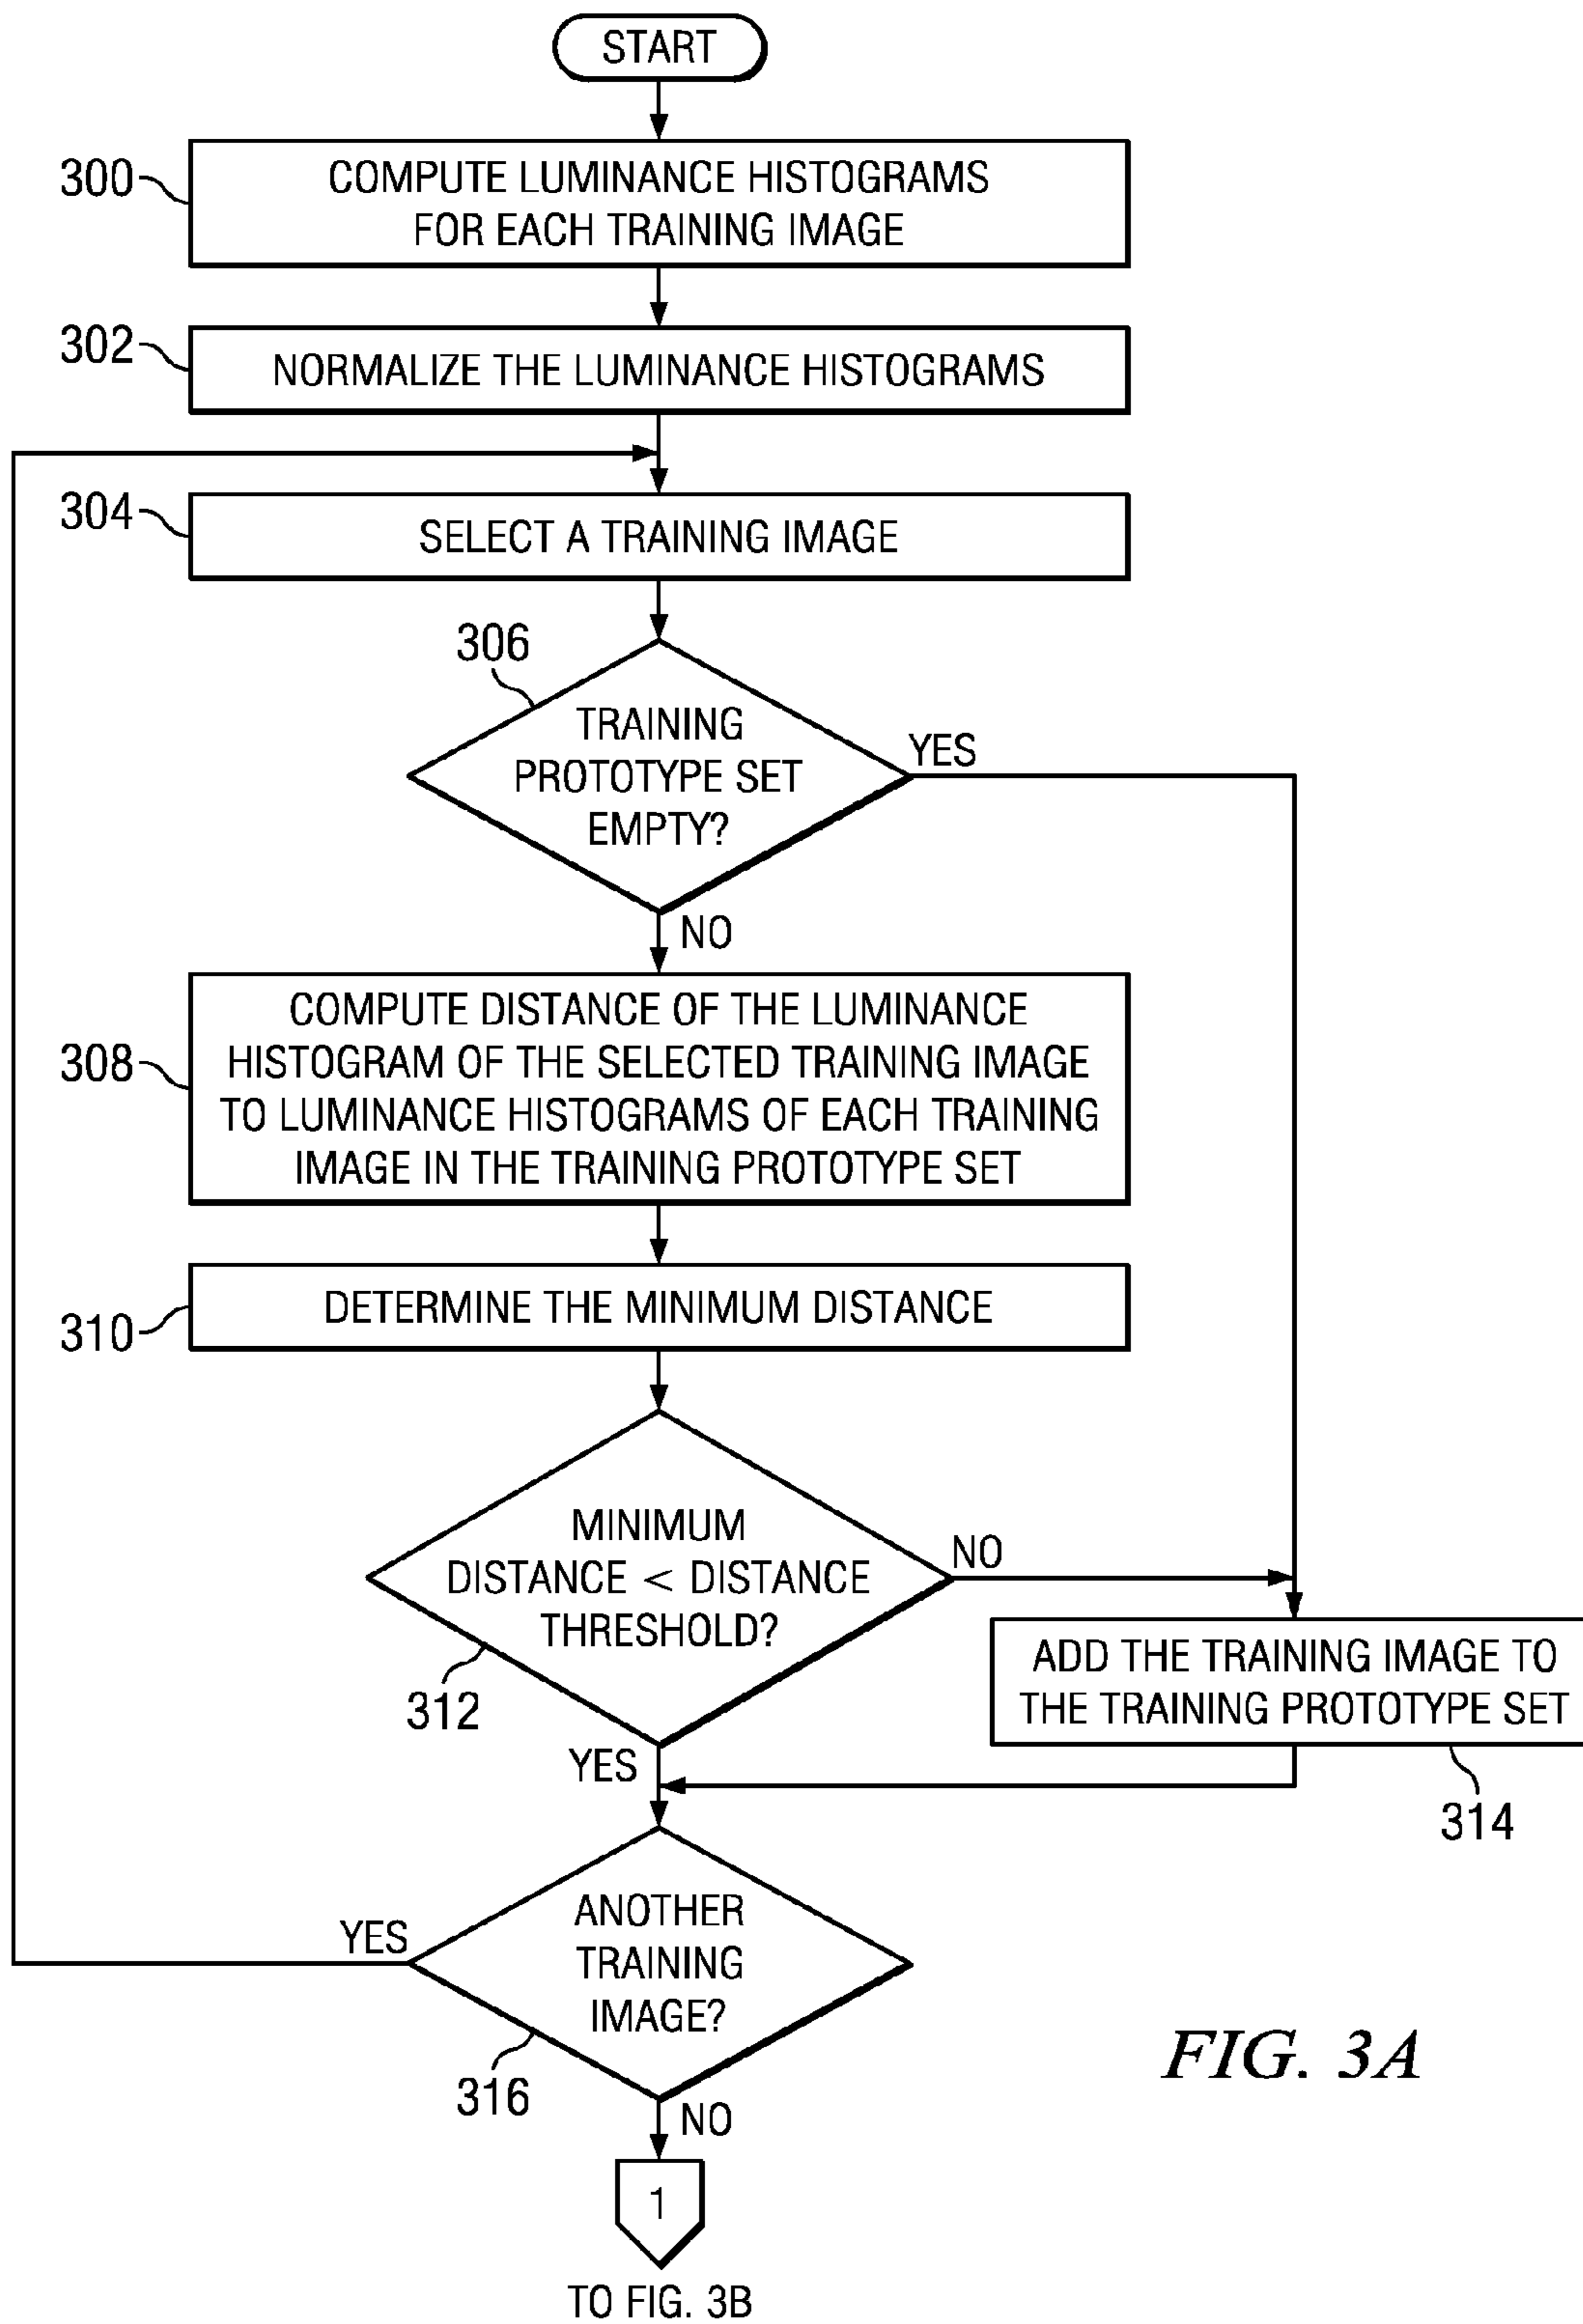 START
300
COMPUTE LUMINANCE HISTOGRAMS
FOR EACH TRAINING IMAGE
302
NORMALIZE THE LUMINANCE HISTOGRAMS
304
SELECT A TRAINING IMAGE
306
TRAINING
PROTOTYPE SET
EMPTY?
YES
NO
308
COMPUTE DISTANCE OF THE LUMINANCE
HISTOGRAM OF THE SELECTED TRAINING IMAGE
TO LUMINANCE HISTOGRAMS OF EACH TRAINING
IMAGE IN THE TRAINING PROTOTYPE SET
310
DETERMINE THE MINIMUM DISTANCE
MINIMUM
DISTANCE < DISTANCE
THRESHOLD?
NO
312
YES
ADD THE TRAINING IMAGE TO
THE TRAINING PROTOTYPE SET
314
ANOTHER
TRAINING
IMAGE?
YES
316
NO
1
TO FIG. 3B
FIG. 3A